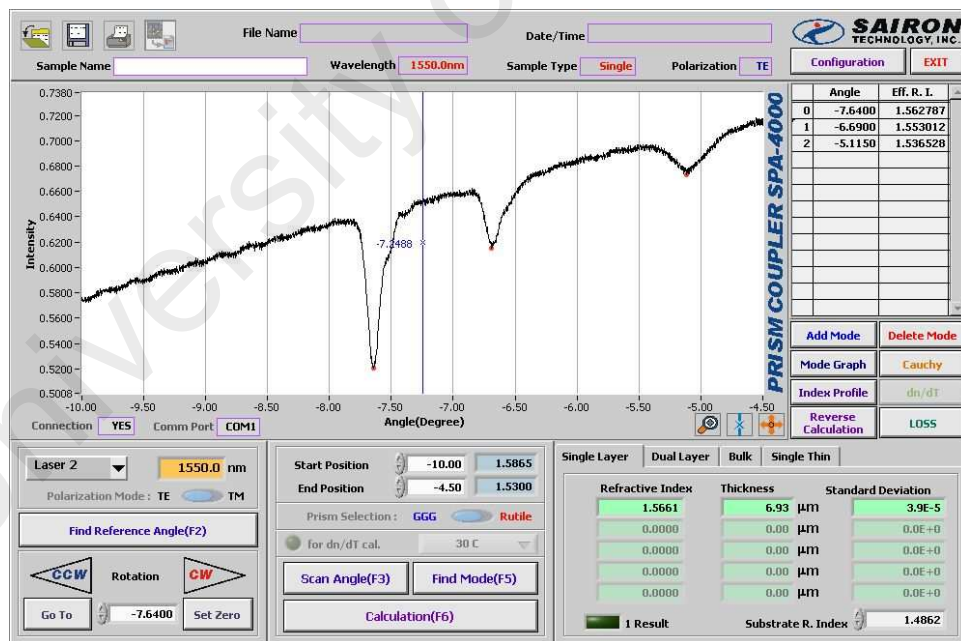 File Name
Date/Time
SAIRON
TECHNOLOGY, INC.
Sample Name
Wavelength 1550.0nm
Sample Type Single
Polarization TE
Configuration EXIT
0.7380
0.7200
0.7000
0.6800
0.6600
0.6400
0.6200
0.6000
0.5800
0.5600
0.5400
0.5200
0.5008
Intensity
-7.2488
-10.00 -9.50 -9.00 -8.50 -8.00 -7.50 -7.00 -6.50 -6.00 -5.50 -5.00 -4.50
Angle(Degree)
Connection YES Comm Port COM1
PRISM COUPLER SPA-4000
Angle Eff. R. I.
0 -7.6400 1.562787
1 -6.6900 1.553012
2 -5.1150 1.536528
Add Mode Delete Mode
Mode Graph Cauchy
Index Profile dn/dT
Reverse Calculation LOSS
Laser 2 1550.0 nm
Polarization Mode : TE TM
Find Reference Angle(F2)
CCW Rotation CW
Go To -7.6400 Set Zero
Start Position -10.00 1.5865
End Position -4.50 1.5300
Prism Selection : GGG Rutile
for dn/dT cal. 30 C
Scan Angle(F3) Find Mode(F5)
Calculation(F6)
Single Layer Dual Layer Bulk Single Thin
Refractive Index Thickness Standard Deviation
1.5661 6.93 µm 3.9E-5
0.0000 0.00 µm 0.0E+0
0.0000 0.00 µm 0.0E+0
0.0000 0.00 µm 0.0E+0
0.0000 0.00 µm 0.0E+0
1 Result Substrate R. Index 1.4862
University o